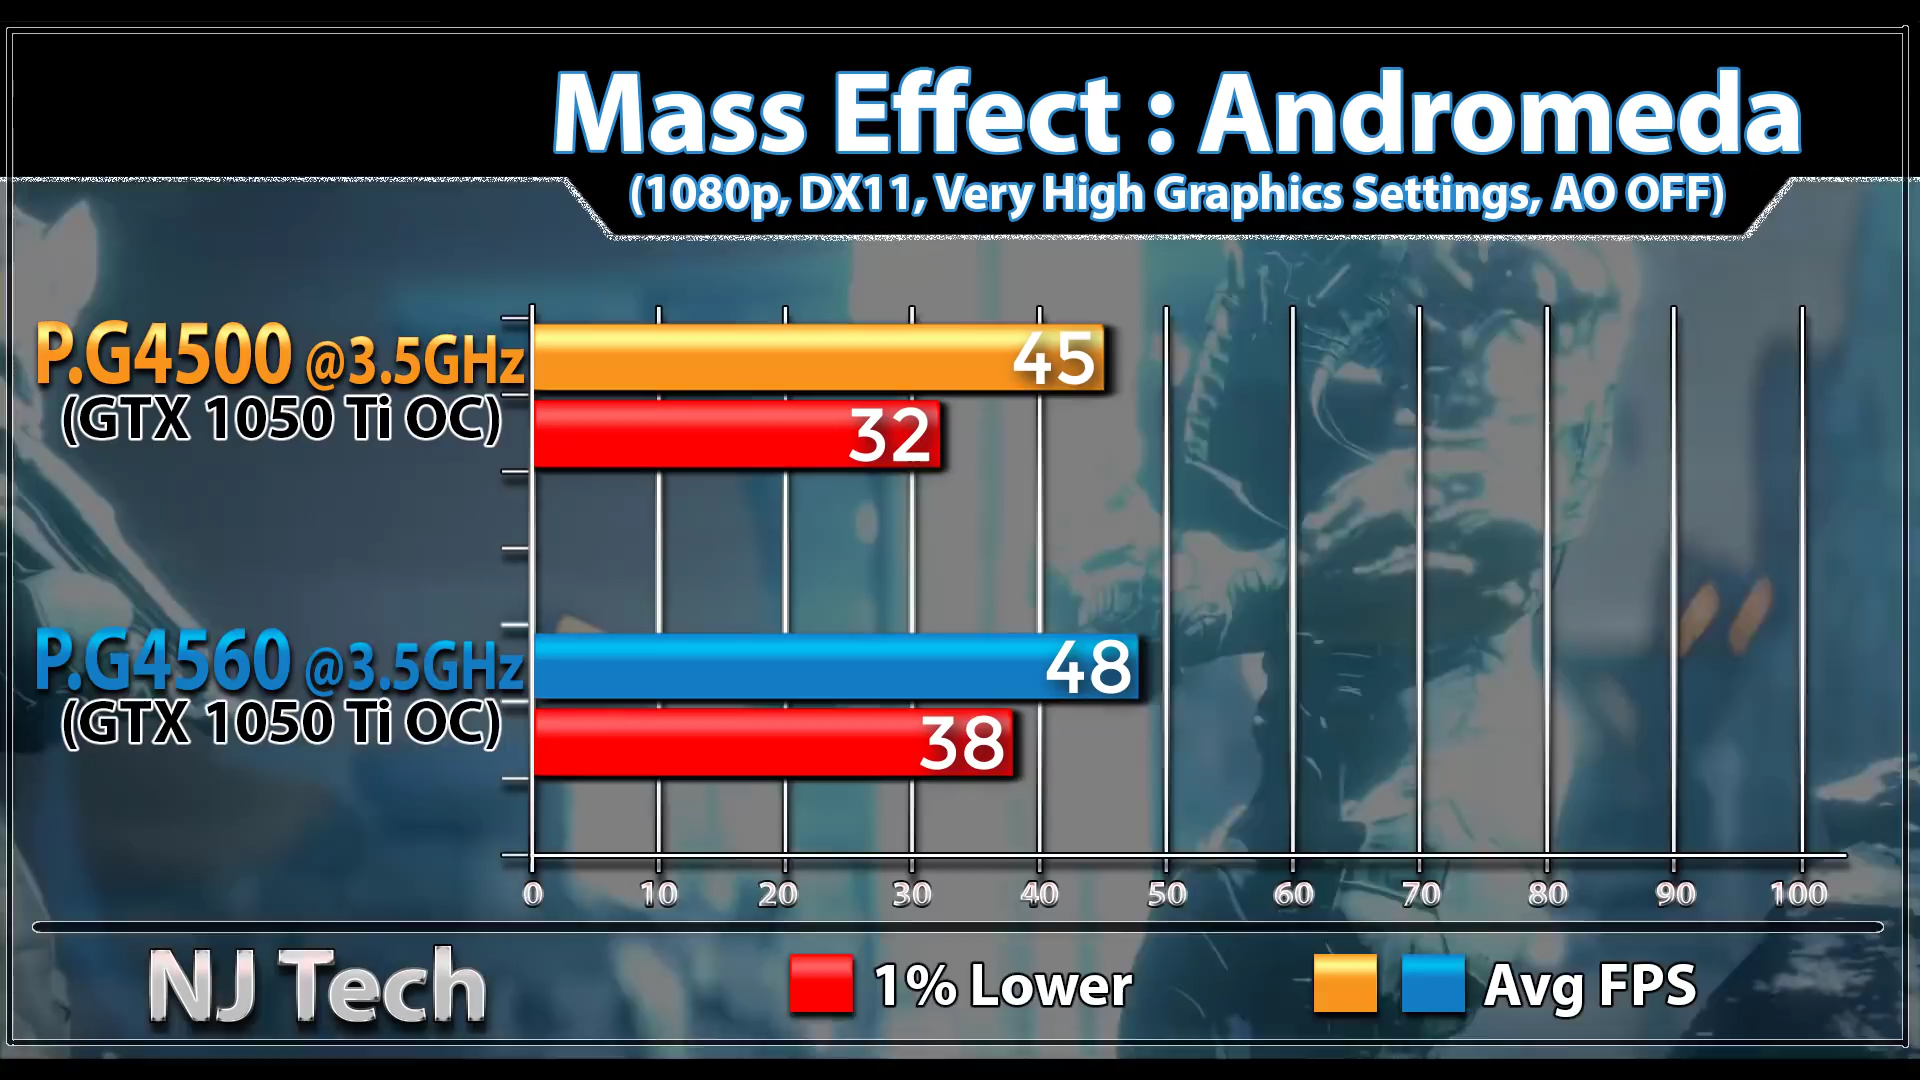 Mass Effect : Andromeda
(1080p, DX11, Very High Graphics Settings, AO OFF)
P.G4500 @3.5GHz
(GTX 1050 Ti OC)
45
32
P.G4560 @3.5GHz
(GTX 1050 Ti OC)
48
38
0 10 20 30 40 50 60 70 80 90 100
NJ Tech
1% Lower
Avg FPS